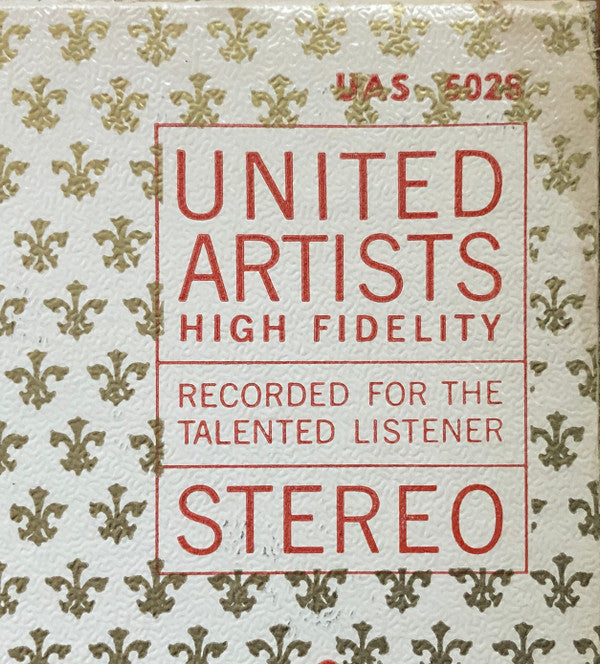 UAS 5028
UNITED
ARTISTS
HIGH FIDELITY
RECORDED FOR THE
TALENTED LISTENER
STEREO